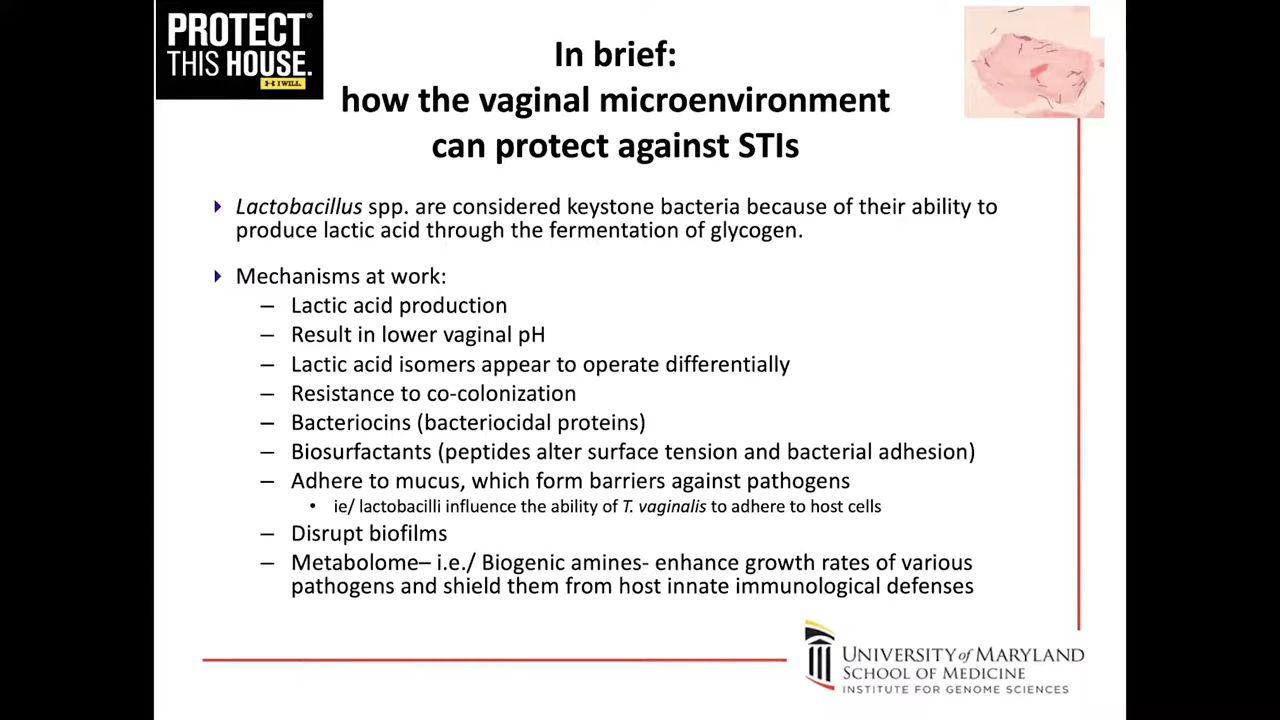 PROTECT®
THIS HOUSE.
I WILL.
In brief:
how the vaginal microenvironment
can protect against STIs
Lactobacillus spp. are considered keystone bacteria because of their ability to
produce lactic acid through the fermentation of glycogen.
Mechanisms at work:
– Lactic acid production
– Result in lower vaginal pH
– Lactic acid isomers appear to operate differentially
– Resistance to co-colonization
– Bacteriocins (bacteriocidal proteins)
– Biosurfactants (peptides alter surface tension and bacterial adhesion)
– Adhere to mucus, which form barriers against pathogens
• ie/ lactobacilli influence the ability of T. vaginalis to adhere to host cells
– Disrupt biofilms
– Metabolome– i.e./ Biogenic amines- enhance growth rates of various
pathogens and shield them from host innate immunological defenses
UNIVERSITY of MARYLAND
SCHOOL OF MEDICINE
INSTITUTE FOR GENOME SCIENCES